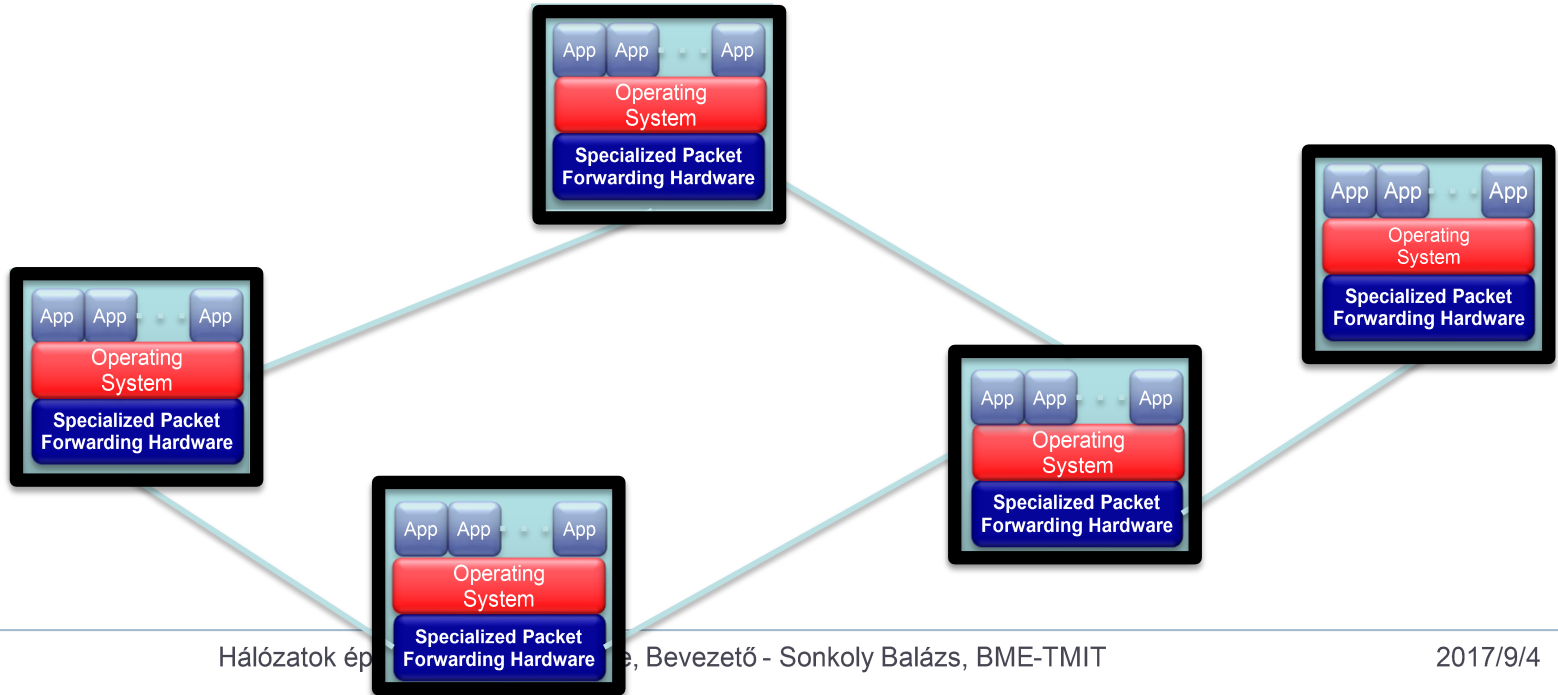 App App App
Operating
System
Specialized Packet
Forwarding Hardware
App App App
Operating
System
Specialized Packet
Forwarding Hardware
App App App
Operating
System
Specialized Packet
Forwarding Hardware
App App App
Operating
System
Specialized Packet
Forwarding Hardware
App App App
Operating
System
Specialized Packet
Forwarding Hardware
Hálózatok , Bevezető - Sonkoly Balázs, BME-TMIT 2017/9/4